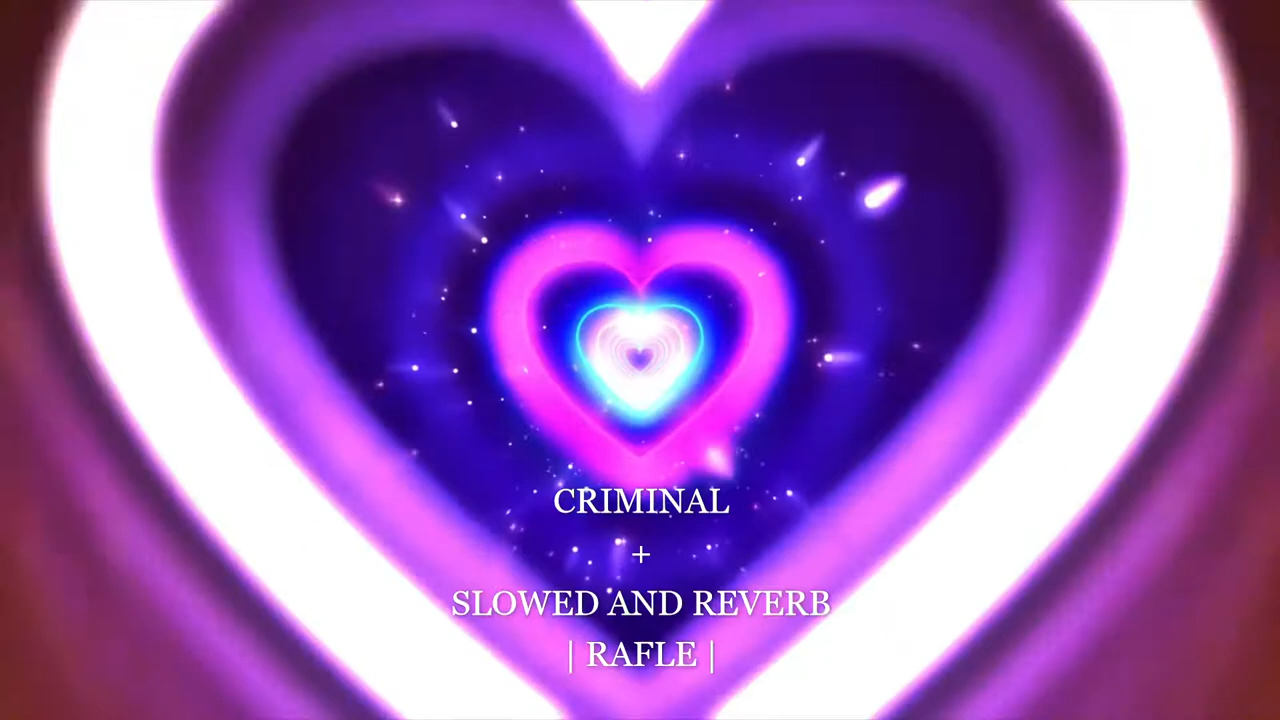 CRIMINAL
+
SLOWED AND REVERB
| RAFLE |